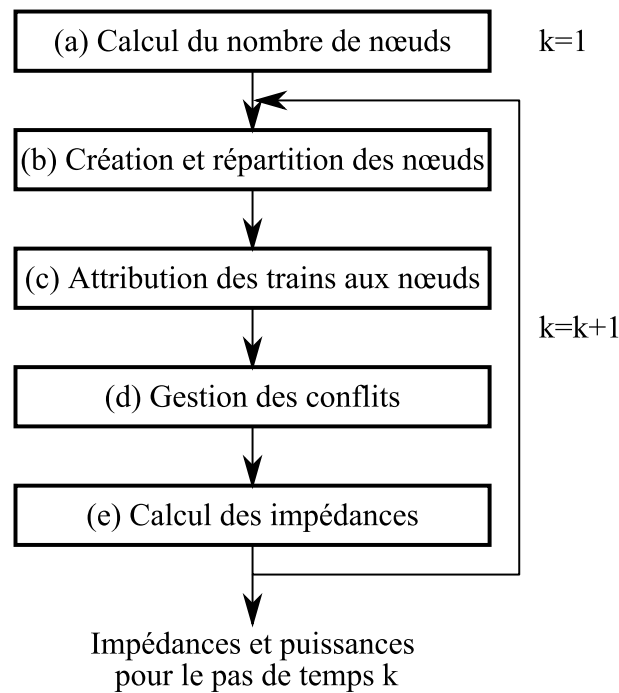 (a) Calcul du nombre de nœuds
k=1
(b) Création et répartition des nœuds
(c) Attribution des trains aux nœuds
k=k+1
(d) Gestion des conflits
(e) Calcul des impédances
Impédances et puissances
pour le pas de temps k